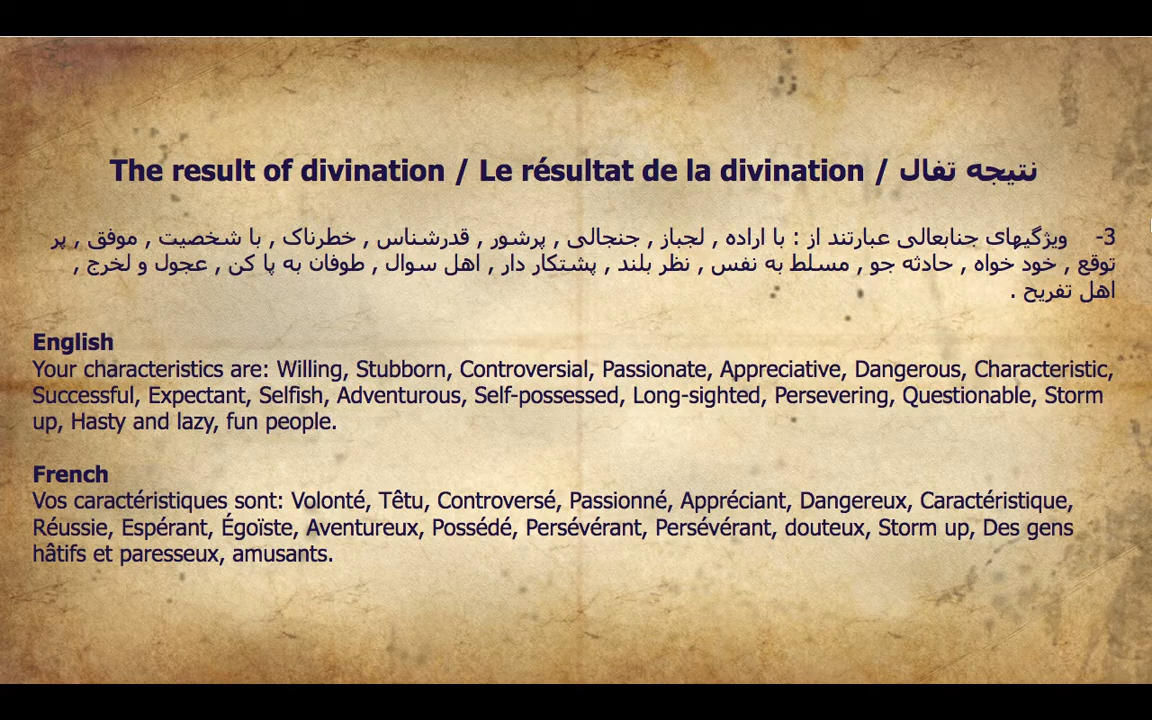 The result of divination / Le résultat de la divination / نتیجه تفال
3- ویژگیهای جنابعالی عبارتند از : با اراده , لجباز , جنجالی , پرشور , قدرشناس , خطرناک , با شخصیت , موفق , پر
توقع , خود خواه , حادثه جو , مسلط به نفس , نظر بلند , پشتکار دار , اهل سوال , طوفان به پا کن , عجول و لخرج ,
اهل تفریح .
English
Your characteristics are: Willing, Stubborn, Controversial, Passionate, Appreciative, Dangerous, Characteristic,
Successful, Expectant, Selfish, Adventurous, Self-possessed, Long-sighted, Persevering, Questionable, Storm
up, Hasty and lazy, fun people.
French
Vos caractéristiques sont: Volonté, Têtu, Controversé, Passionné, Appréciant, Dangereux, Caractéristique,
Réussie, Espérant, Égoïste, Aventureux, Possédé, Persévérant, Persévérant, douteux, Storm up, Des gens
hâtifs et paresseux, amusants.